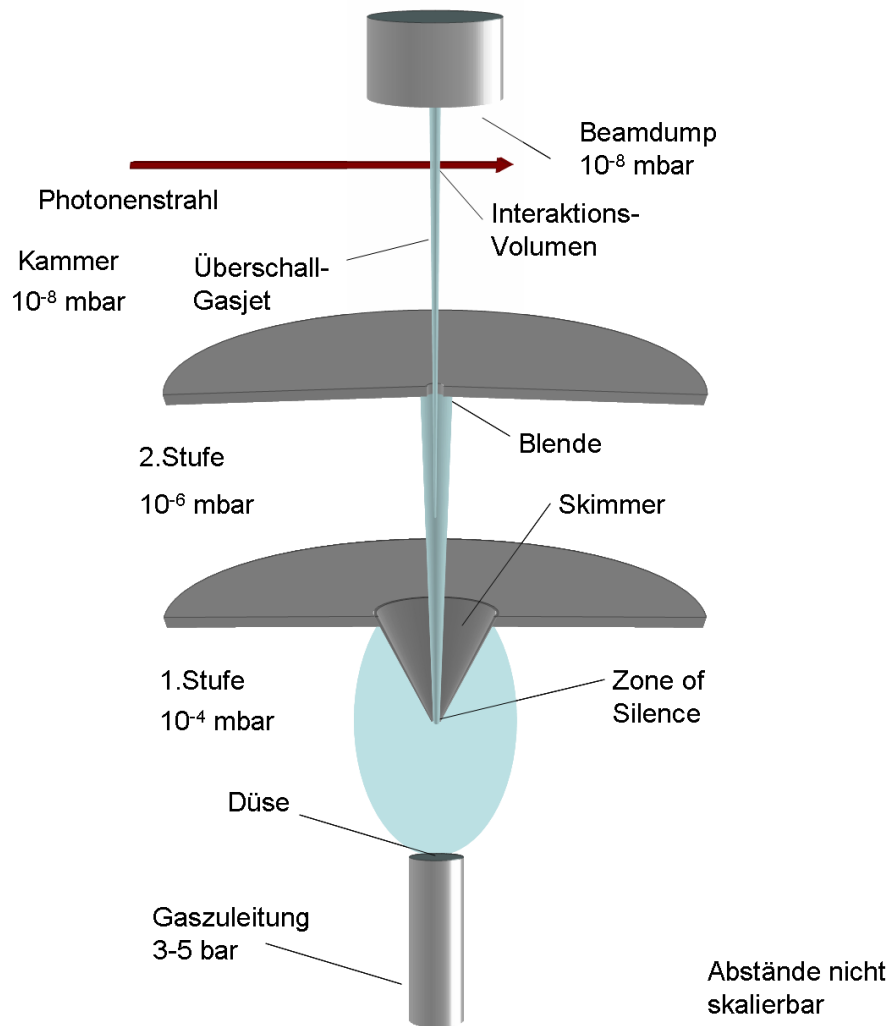 Beamdump
10⁻⁸ mbar
Photonenstrahl
Interaktions-
Volumen
Kammer
10⁻⁸ mbar
Überschall-
Gasjet
Blende
2.Stufe
10⁻⁶ mbar
Skimmer
1.Stufe
10⁻⁴ mbar
Zone of
Silence
Düse
Gaszuleitung
3-5 bar
Abstände nicht
skalierbar